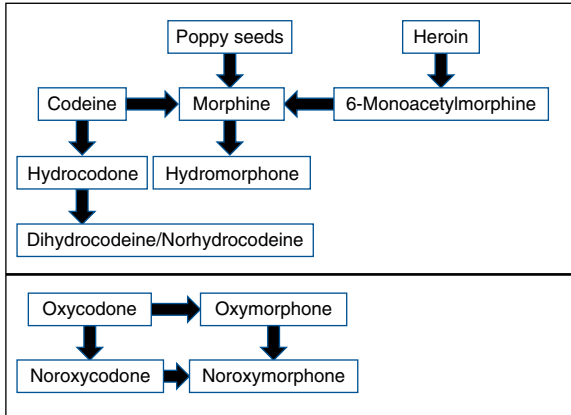 Poppy seeds
Heroin
Codeine
Morphine
6-Monoacetylmorphine
Hydrocodone
Hydromorphone
Dihydrocodeine/Norhydrocodeine
Oxycodone
Oxymorphone
Noroxycodone
Noroxymorphone